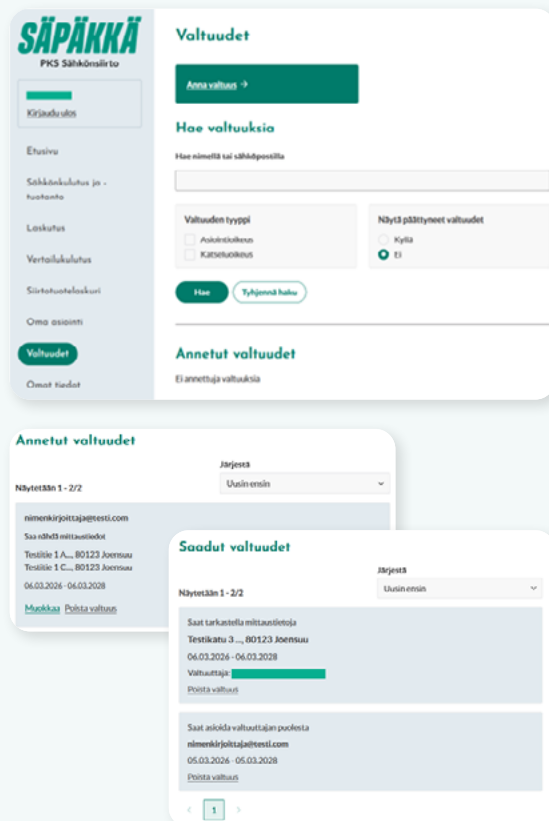 SÄPÄKKÄ
PKS Sähkönsiirto
Kirjaudu ulos
Etusivu
Sähkönkulutus ja -
tuotanto
Laskutus
Vertailukulutus
Siirtotuotelaskuri
Oma asiointi
Valtuudet
Omat tiedot
Valtuudet
Anna valtuus →
Hae valtuuksia
Hae nimellä tai sähköpostilla
Valtuuden tyyppi
Asiointioikeus
Katseluoikeus
Näytä päättyneet valtuudet
Kyllä
Ei
Hae
Tyhjennä haku
Annetut valtuudet
Ei annettuja valtuuksia
Annetut valtuudet
Järjestä
Näytetään 1 - 2/2
Uusin ensin
nimenkirjoittaja@testi.com
Saa nähdä mittaustiedot
Testitie 1 A..., 80123 Joensuu
Testitie 1 C..., 80123 Joensuu
06.03.2026 - 06.03.2028
Muokkaa Poista valtuus
Saadut valtuudet
Järjestä
Näytetään 1 - 2/2
Uusin ensin
Saat tarkastella mittaustietoja
Testikatu 3 ..., 80123 Joensuu
06.03.2026 - 06.03.2028
Valtuuttaja:
Poista valtuus
Saat asioida valtuuttajan puolesta
nimenkirjoittaja@testi.com
05.03.2026 - 05.03.2028
Poista valtuus
< 1 >